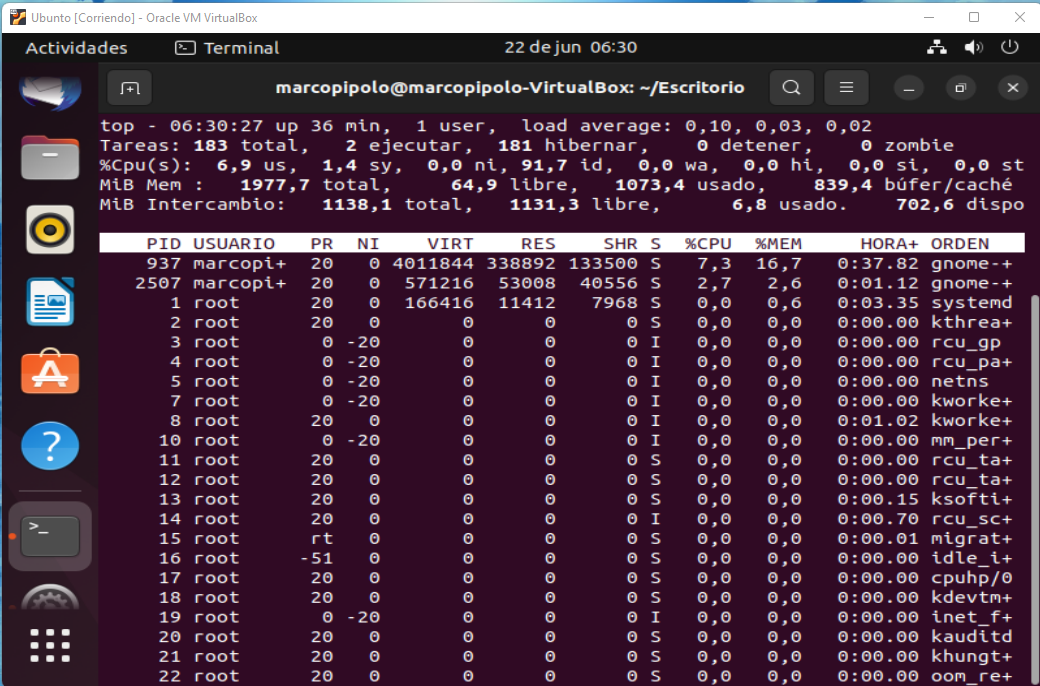 Ubunto [Corriendo] - Oracle VM VirtualBox
Actividades Terminal 22 de jun 06:30
marcopipolo@marcopipolo-VirtualBox: ~/Escritorio
top - 06:30:27 up 36 min, 1 user, load average: 0,10, 0,03, 0,02
Tareas: 183 total, 2 ejecutar, 181 hibernar, 0 detener, 0 zombie
%Cpu(s): 6,9 us, 1,4 sy, 0,0 ni, 91,7 id, 0,0 wa, 0,0 hi, 0,0 si, 0,0 st
MiB Mem : 1977,7 total, 64,9 libre, 1073,4 usado, 839,4 búfer/caché
MiB Intercambio: 1138,1 total, 1131,3 libre, 6,8 usado. 702,6 dispo
PID USUARIO PR NI VIRT RES SHR S %CPU %MEM HORA+ ORDEN
937 marcopi+ 20 0 4011844 338892 133500 S 7,3 16,7 0:37.82 gnome-+
2507 marcopi+ 20 0 571216 53008 40556 S 2,7 2,6 0:01.12 gnome-+
1 root 20 0 166416 11412 7968 S 0,0 0,6 0:03.35 systemd
2 root 20 0 0 0 0 S 0,0 0,0 0:00.00 kthrea+
3 root 0 -20 0 0 0 I 0,0 0,0 0:00.00 rcu_gp
4 root 0 -20 0 0 0 I 0,0 0,0 0:00.00 rcu_pa+
5 root 0 -20 0 0 0 I 0,0 0,0 0:00.00 netns
7 root 0 -20 0 0 0 I 0,0 0,0 0:00.00 kworke+
8 root 20 0 0 0 0 I 0,0 0,0 0:01.02 kworke+
10 root 0 -20 0 0 0 I 0,0 0,0 0:00.00 mm_per+
11 root 20 0 0 0 0 S 0,0 0,0 0:00.00 rcu_ta+
12 root 20 0 0 0 0 S 0,0 0,0 0:00.00 rcu_ta+
13 root 20 0 0 0 0 S 0,0 0,0 0:00.15 ksofti+
14 root 20 0 0 0 0 I 0,0 0,0 0:00.70 rcu_sc+
15 root rt 0 0 0 0 S 0,0 0,0 0:00.01 migrat+
16 root -51 0 0 0 0 S 0,0 0,0 0:00.00 idle_i+
17 root 20 0 0 0 0 S 0,0 0,0 0:00.00 cpuhp/0
18 root 20 0 0 0 0 S 0,0 0,0 0:00.00 kdevtm+
19 root 0 -20 0 0 0 I 0,0 0,0 0:00.00 inet_f+
20 root 20 0 0 0 0 S 0,0 0,0 0:00.00 kauditd
21 root 20 0 0 0 0 S 0,0 0,0 0:00.00 khungt+
22 root 20 0 0 0 0 S 0,0 0,0 0:00.00 oom_re+